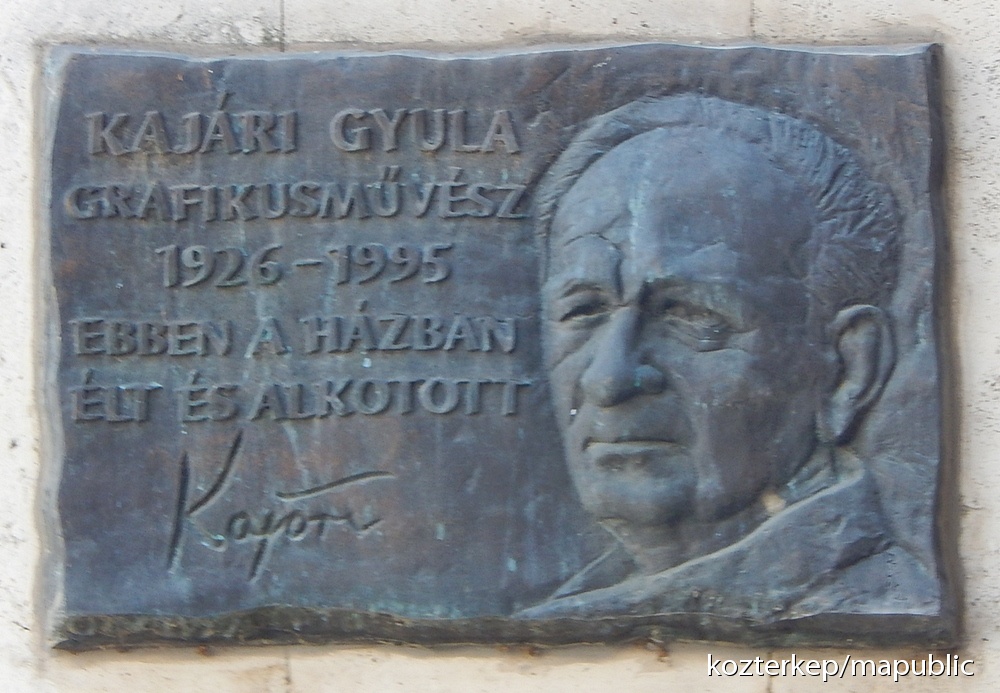 KAJÁRI GYULA
GRAFIKUSMŰVÉSZ
1926 – 1995
EBBEN A HÁZBAN
ÉLT ÉS ALKOTOTT
Kajári
kozterkep/mapublic